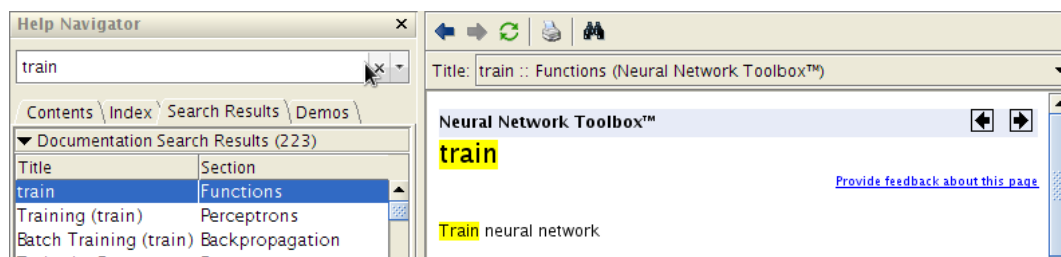 Help Navigator
train
Contents Index Search Results Demos
Documentation Search Results (223)
Title Section
train Functions
Training (train) Perceptrons
Batch Training (train) Backpropagation
Title: train :: Functions (Neural Network Toolbox™)
Neural Network Toolbox™
train
Provide feedback about this page
Train neural network